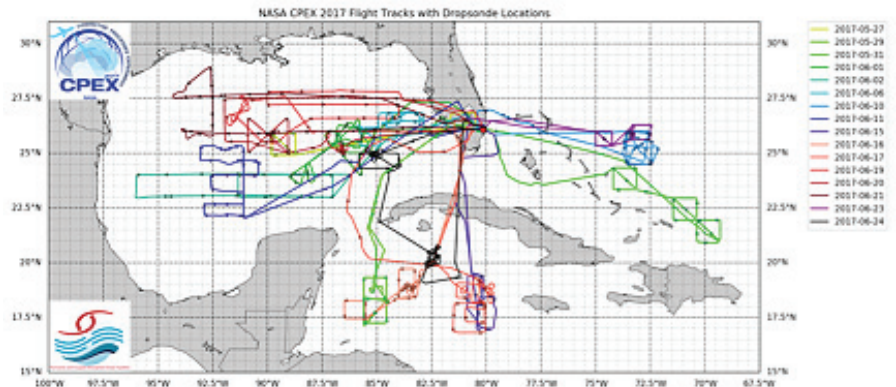 NASA CPEX 2017 Flight Tracks with Dropsonde Locations
30°N
30°N
27.5°N
27.5°N
25°N
25°N
22.5°N
22.5°N
20°N
20°N
17.5°N
17.5°N
15°N
15°N
100°W 97.5°W 95°W 92.5°W 90°W 87.5°W 85°W 82.5°W 80°W 77.5°W 75°W 72.5°W 70°W 67.5°W
CPEX
2017-05-27
2017-05-29
2017-05-31
2017-06-01
2017-06-02
2017-06-06
2017-06-10
2017-06-11
2017-06-15
2017-06-16
2017-06-17
2017-06-19
2017-06-20
2017-06-21
2017-06-23
2017-06-24